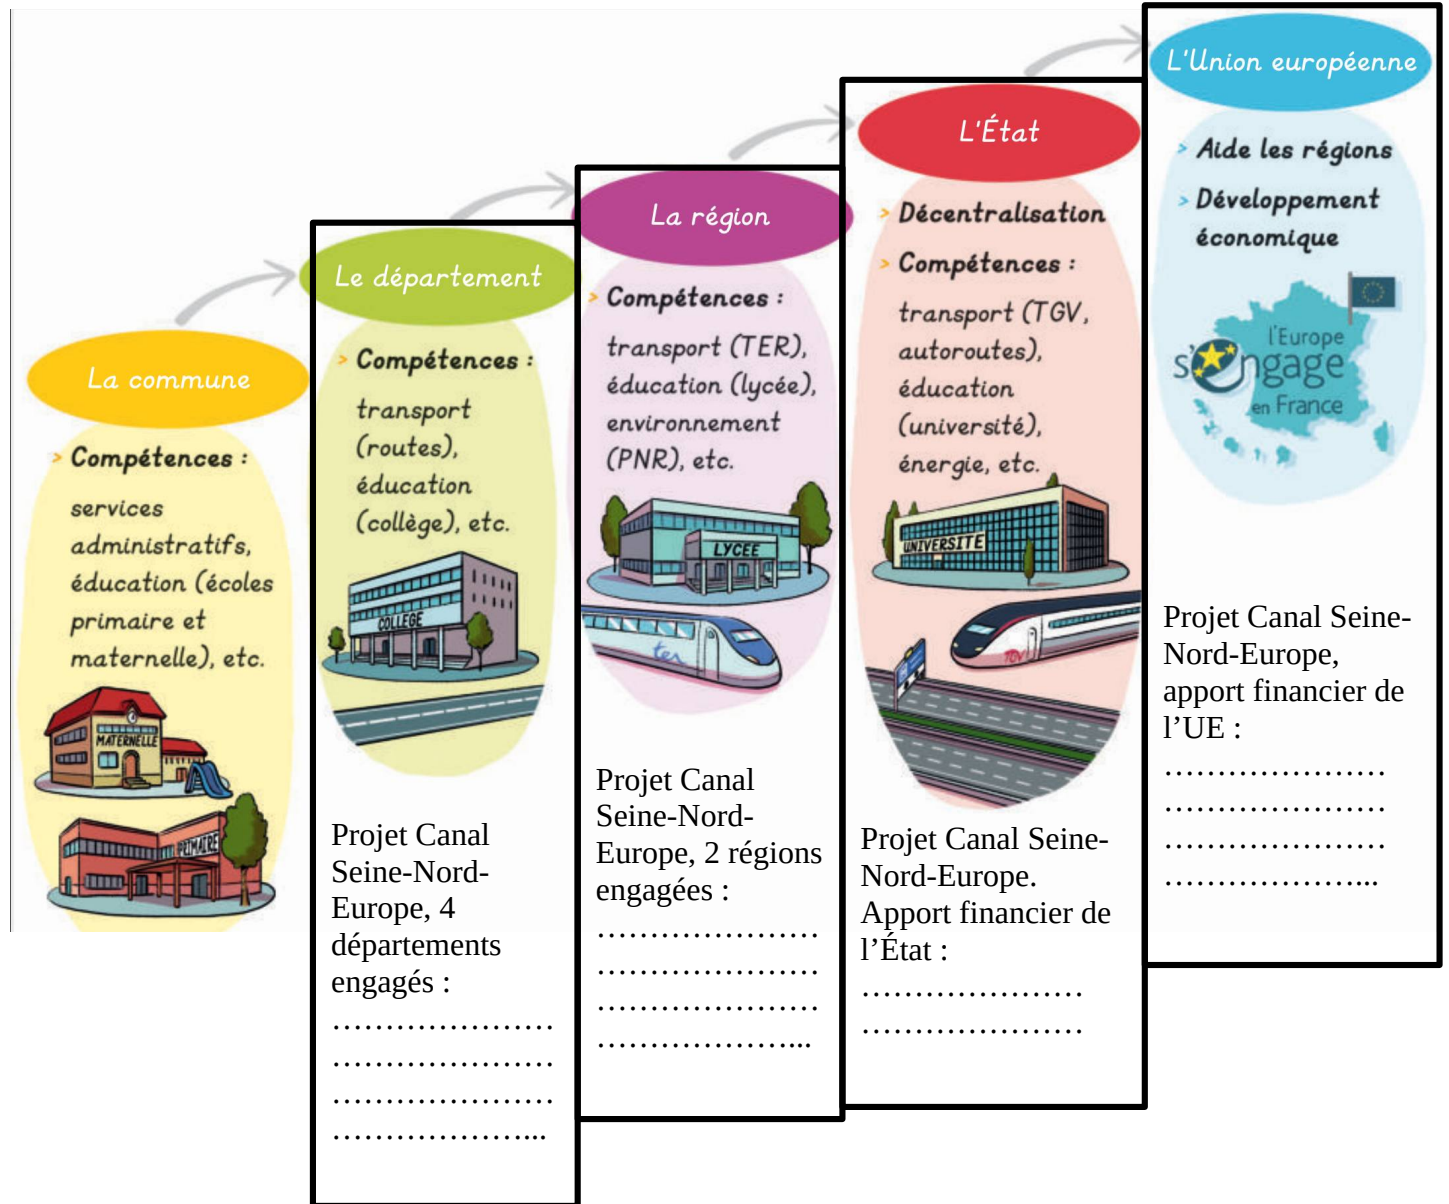 La commune
> Compétences :
services
administratifs,
éducation (écoles
primaire et
maternelle), etc.
MATERNELLE
PRIMAIRE
Le département
> Compétences :
transport
(routes),
éducation
(collège), etc.
COLLEGE
Projet Canal
Seine-Nord-
Europe, 4
départements
engagés :
…………………
…………………
…………………
………………...
La région
> Compétences :
transport (TER),
éducation (lycée),
environnement
(PNR), etc.
LYCEE
ter
Projet Canal
Seine-Nord-
Europe, 2 régions
engagées :
…………………
…………………
…………………
………………...
L'État
> Décentralisation
> Compétences :
transport (TGV,
autoroutes),
éducation
(université),
énergie, etc.
UNIVERSITE
TGV
Projet Canal Seine-
Nord-Europe.
Apport financier de
l’État :
…………………
…………………
L'Union européenne
> Aide les régions
> Développement
économique
l'Europe
s'engage
en France
Projet Canal Seine-
Nord-Europe,
apport financier de
l’UE :
…………………
…………………
…………………
………………...